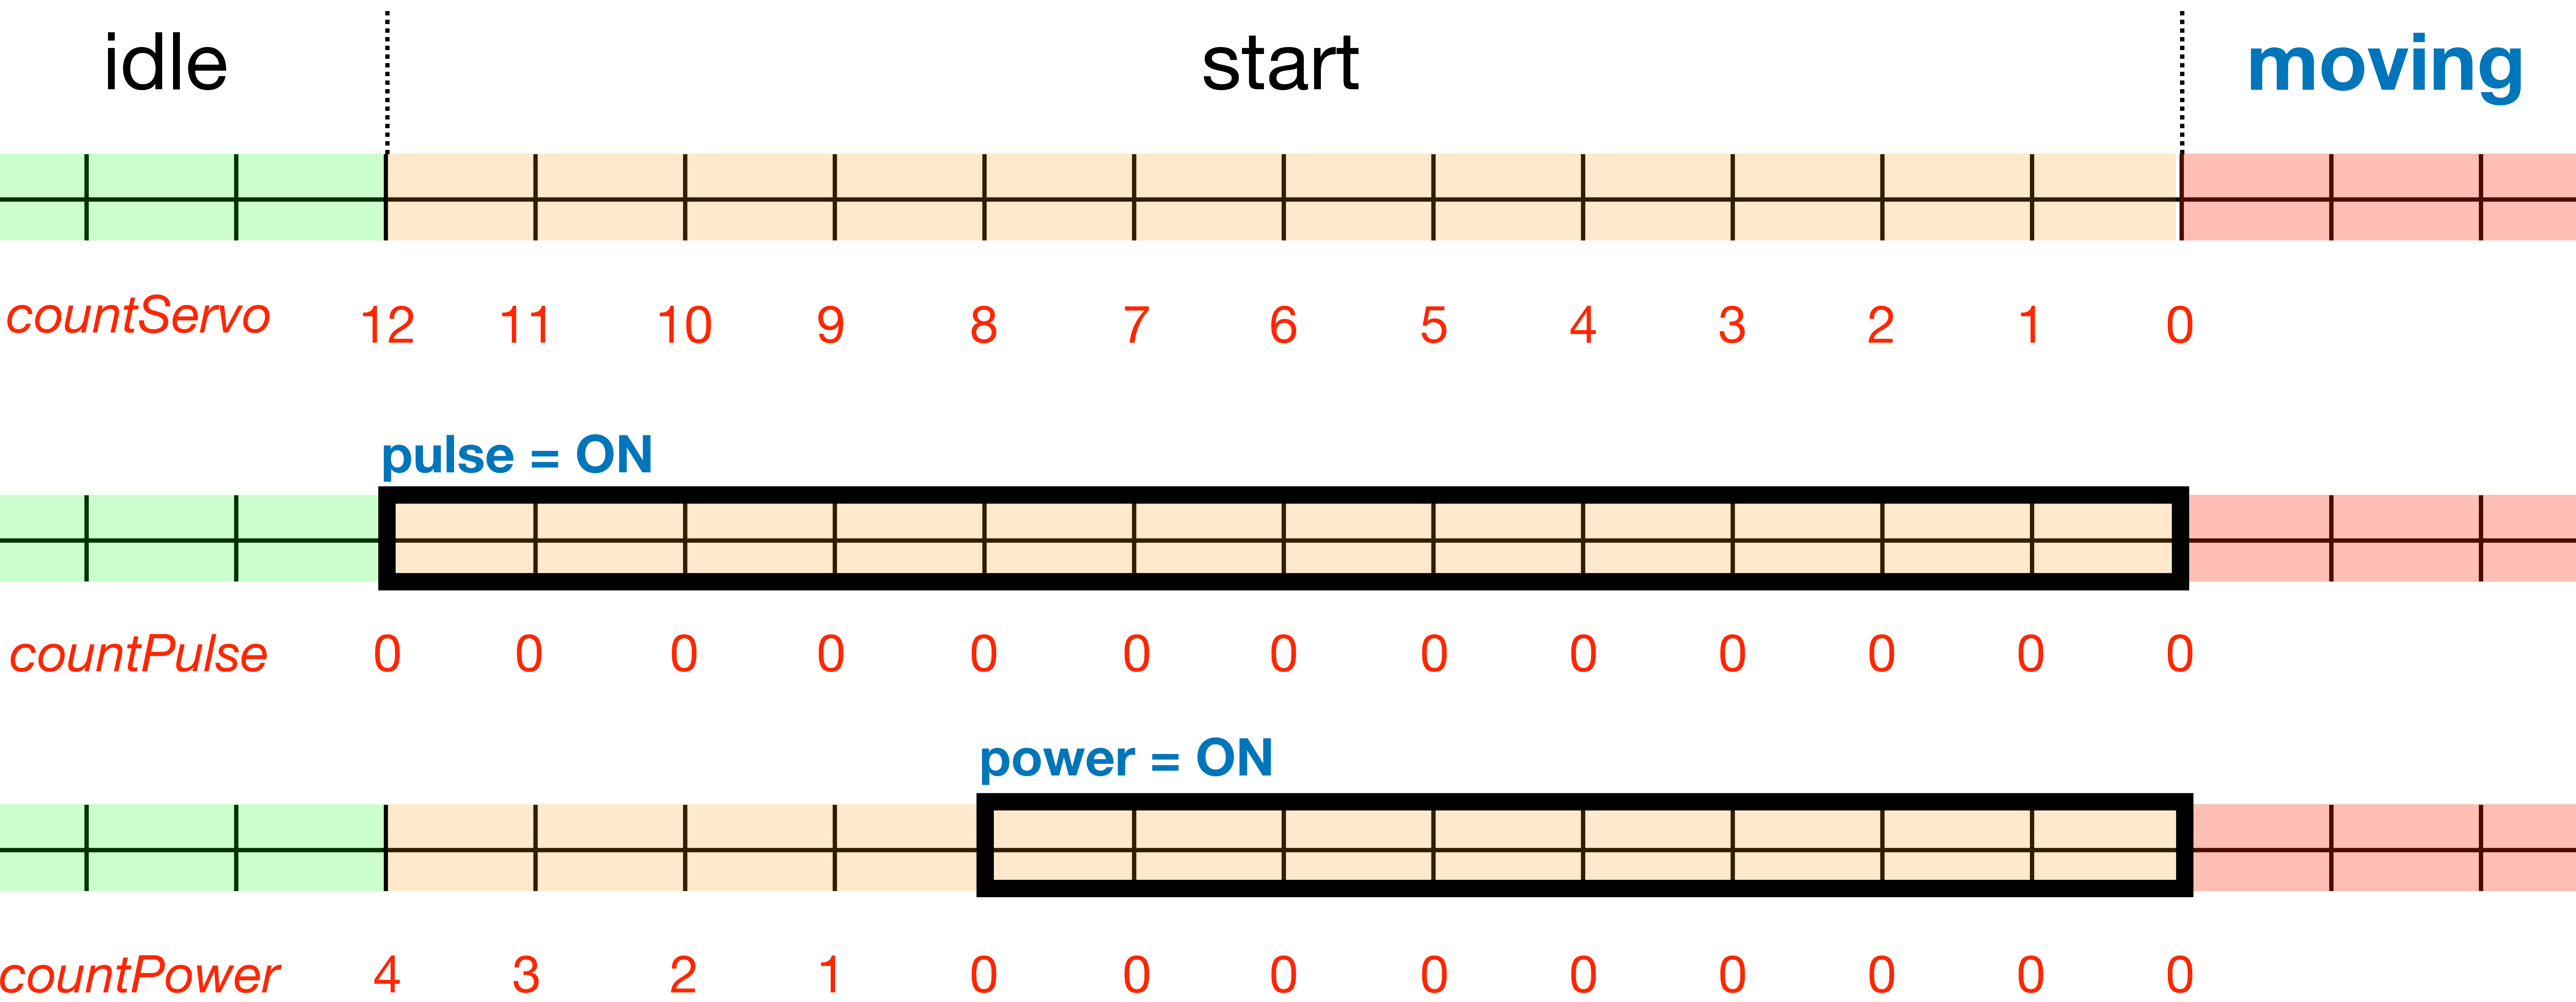 idle start moving
countServo 12 11 10 9 8 7 6 5 4 3 2 1 0
pulse = ON
countPulse 0 0 0 0 0 0 0 0 0 0 0 0 0
power = ON
countPower 4 3 2 1 0 0 0 0 0 0 0 0 0